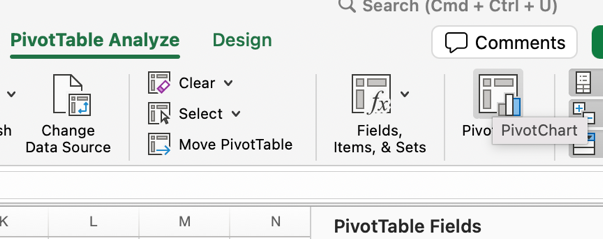 Search (Cmd + Ctrl + U)
PivotTable Analyze
Design
Comments
Change
Data Source
Clear
Select
Move PivotTable
fx
Fields,
Items, & Sets
PivotChart
K L M N
PivotTable Fields